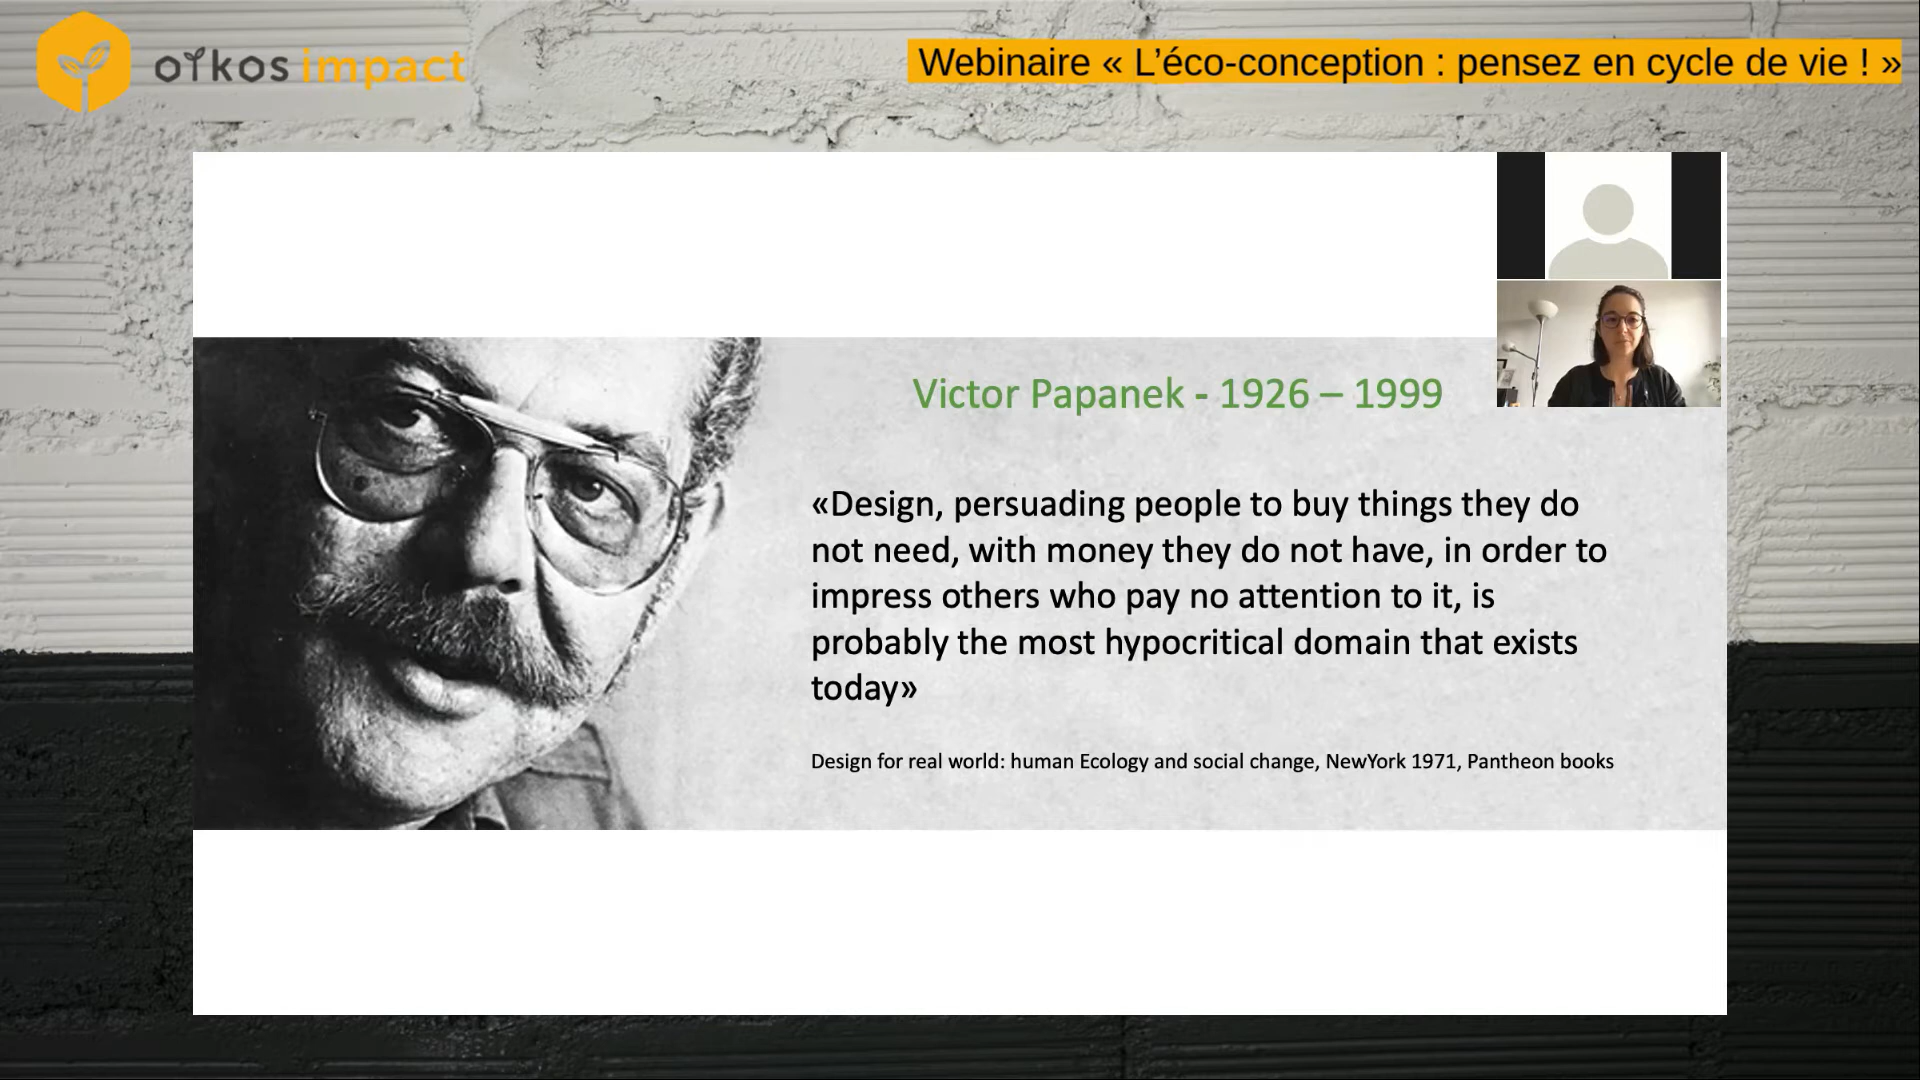 oikos impact
Webinaire « L’éco-conception : pensez en cycle de vie ! »
Victor Papanek - 1926 – 1999
«Design, persuading people to buy things they do
not need, with money they do not have, in order to
impress others who pay no attention to it, is
probably the most hypocritical domain that exists
today»
Design for real world: human Ecology and social change, NewYork 1971, Pantheon books